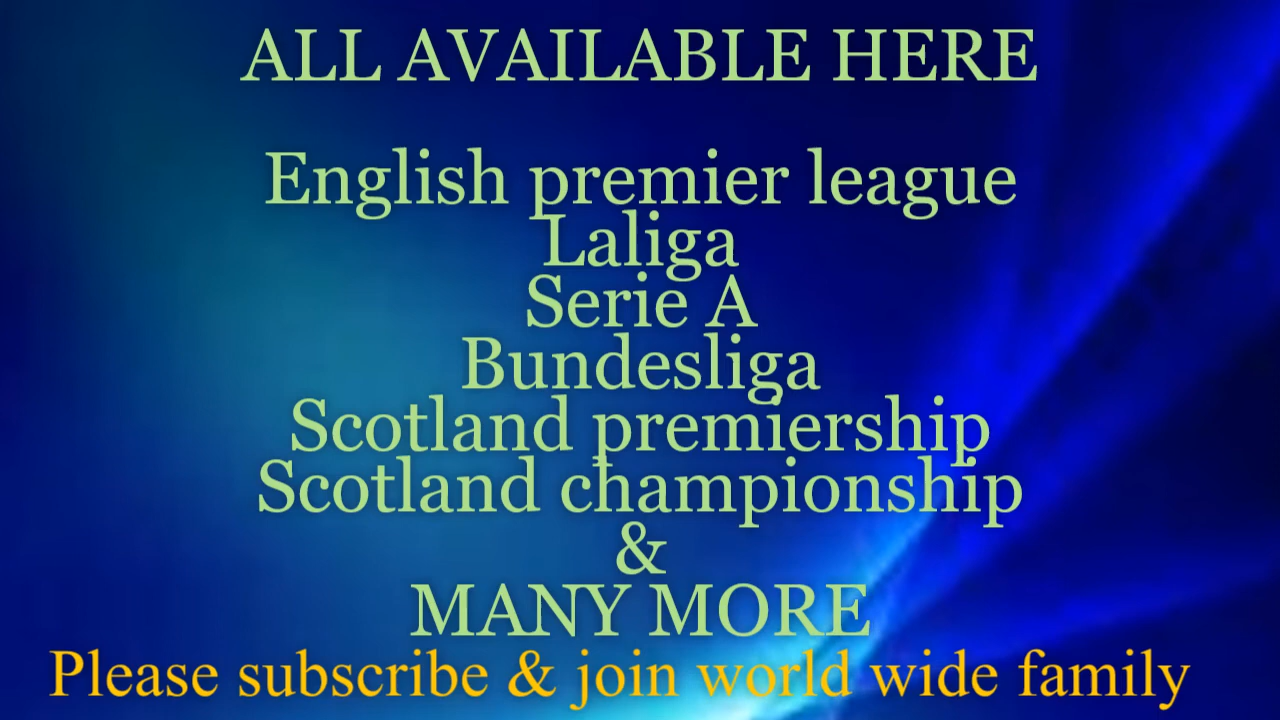 ALL AVAILABLE HERE
English premier league
Laliga
Serie A
Bundesliga
Scotland premiership
Scotland championship
&
MANY MORE
Please subscribe & join world wide family